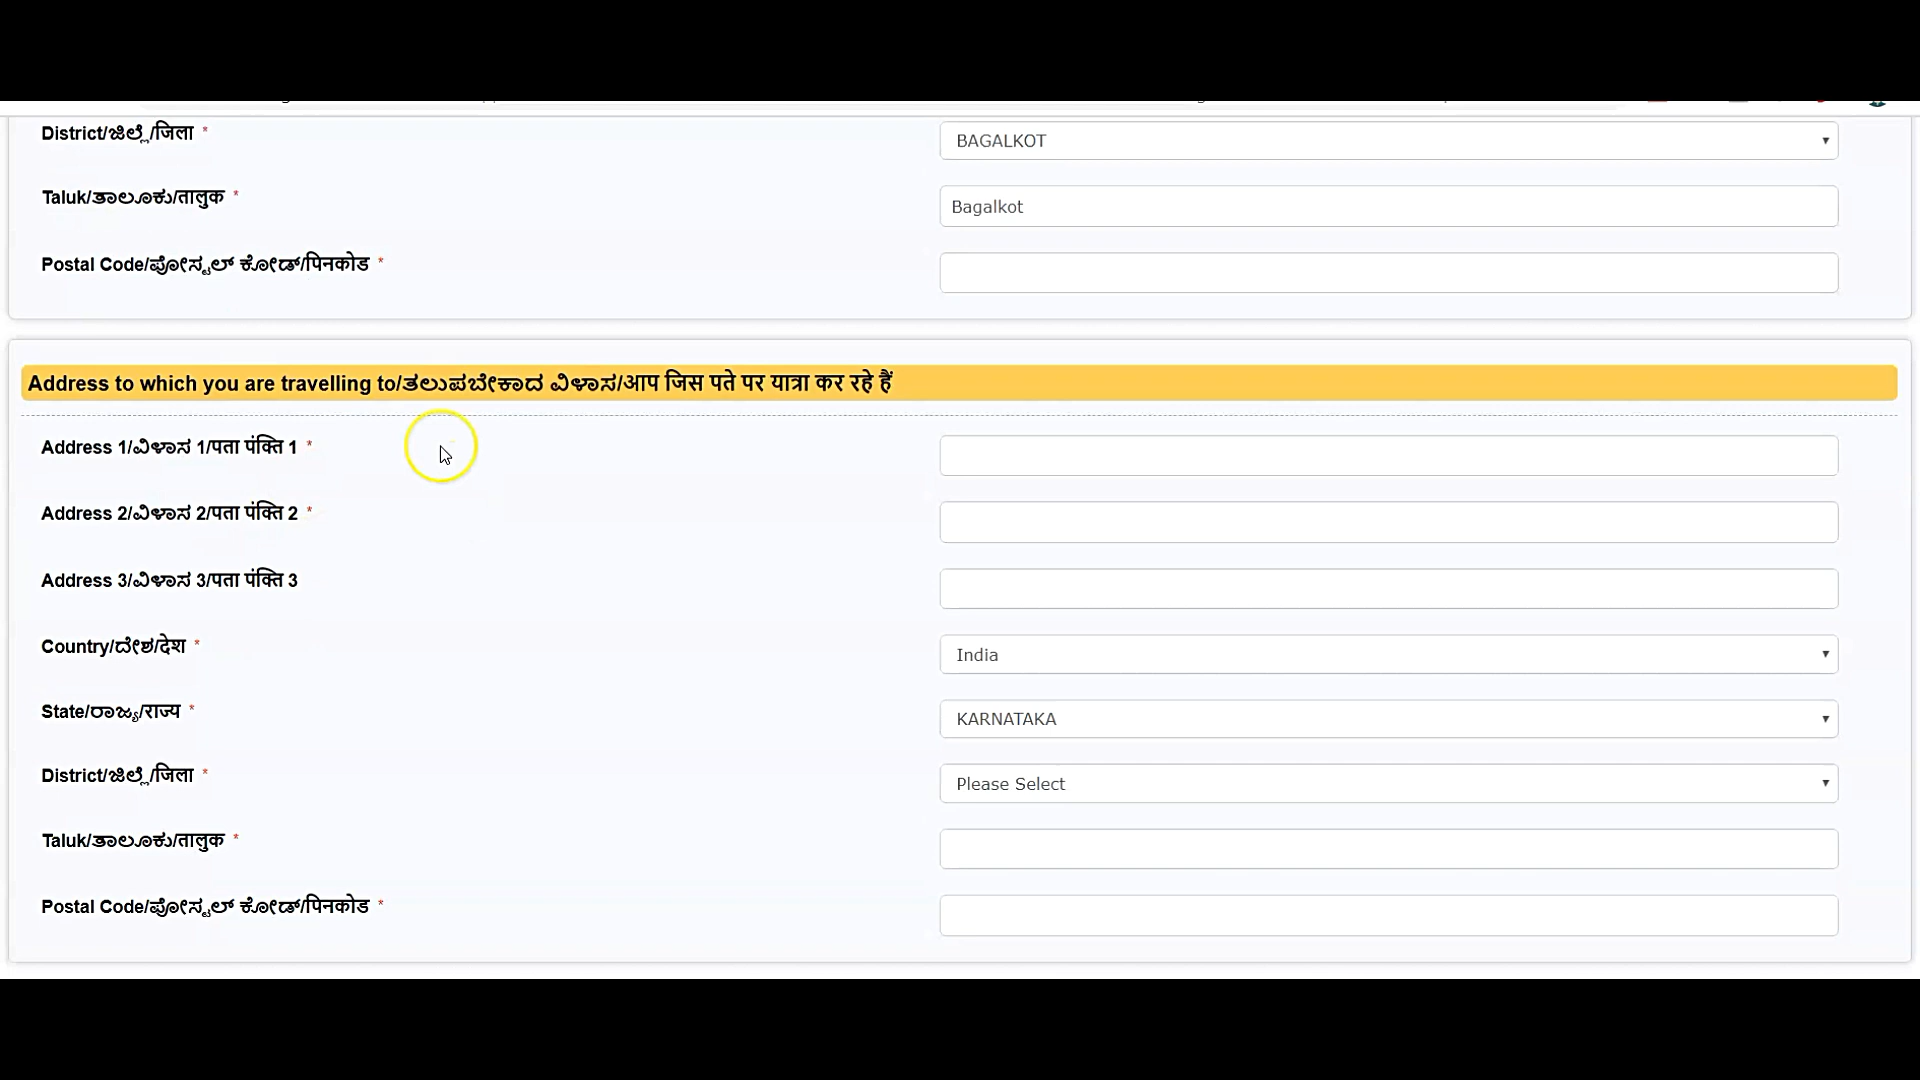 District/ಜಿಲ್ಲೆ/जिला *
BAGALKOT
Taluk/ತಾಲೂಕು/तालुक *
Bagalkot
Postal Code/ಪೋಸ್ಟಲ್ ಕೋಡ್/पिनकोड *
Address to which you are travelling to/ತಲುಪಬೇಕಾದ ವಿಳಾಸ/आप जिस पते पर यात्रा कर रहे हैं
Address 1/ವಿಳಾಸ 1/पता पंक्ति 1 *
Address 2/ವಿಳಾಸ 2/पता पंक्ति 2 *
Address 3/ವಿಳಾಸ 3/पता पंक्ति 3
Country/ದೇಶ/देश *
India
State/ರಾಜ್ಯ/राज्य *
KARNATAKA
District/ಜಿಲ್ಲೆ/जिला *
Please Select
Taluk/ತಾಲೂಕು/तालुक *
Postal Code/ಪೋಸ್ಟಲ್ ಕೋಡ್/पिनकोड *